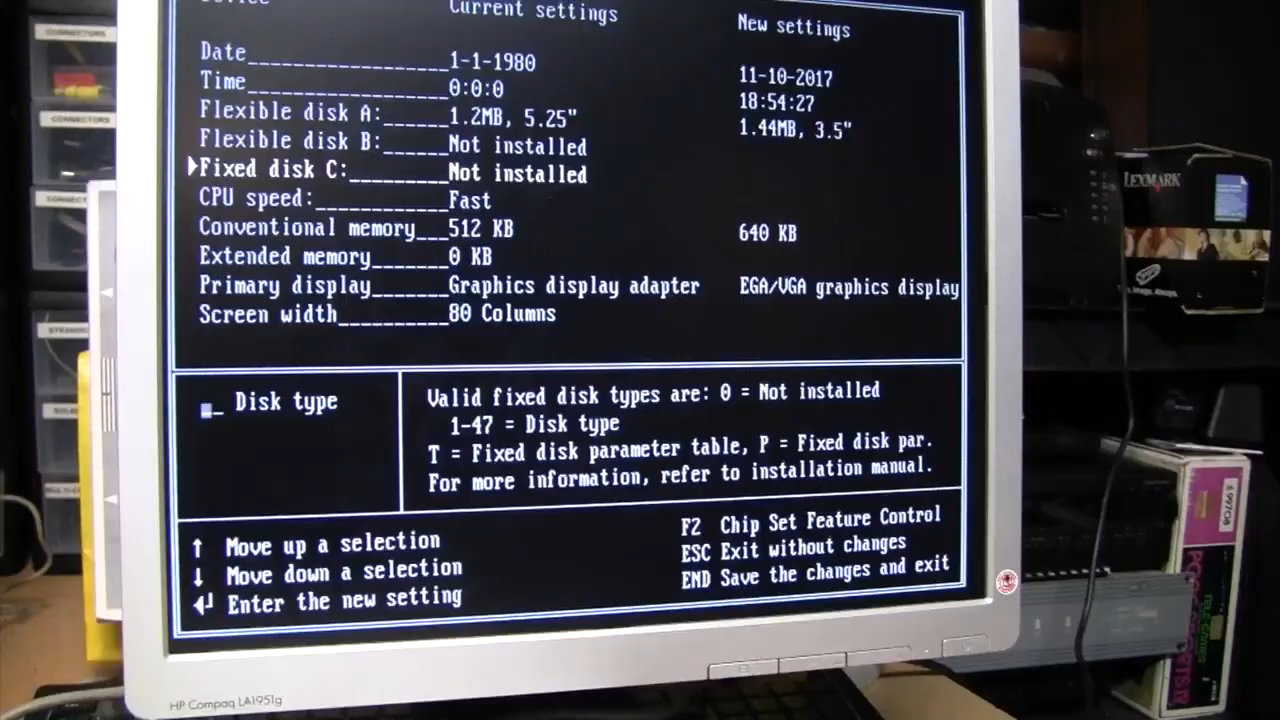 Current settings
New settings
Date_________________1-1-1980
11-10-2017
Time_________________0:0:0
18:54:27
Flexible disk A:______1.2MB, 5.25"
1.44MB, 3.5"
Flexible disk B:______Not installed
Fixed disk C:_________Not installed
CPU speed:____________Fast
Conventional memory___512 KB
640 KB
Extended memory_______0 KB
Primary display_______Graphics display adapter
EGA/VGA graphics display
Screen width__________80 Columns
_ Disk type
Valid fixed disk types are: 0 = Not installed
1-47 = Disk type
T = Fixed disk parameter table, P = Fixed disk par.
For more information, refer to installation manual.
↑ Move up a selection
↓ Move down a selection
↵ Enter the new setting
F2 Chip Set Feature Control
ESC Exit without changes
END Save the changes and exit
HP Compaq LA1951g
CONNECTORS
CONNECTORS
LEXMARK
TELE-GAMES